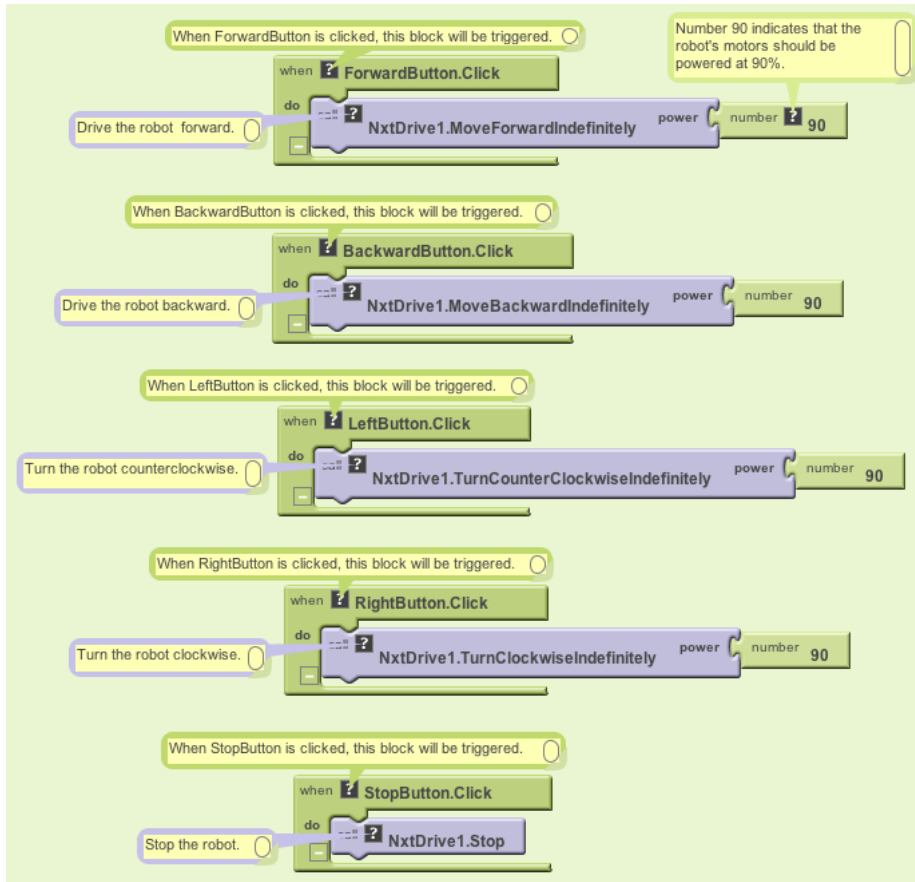 When ForwardButton is clicked, this block will be triggered.
Number 90 indicates that the
robot's motors should be
powered at 90%.
when ? ForwardButton.Click
do
Drive the robot forward.
? NxtDrive1.MoveForwardIndefinitely power number ? 90
When BackwardButton is clicked, this block will be triggered.
when ? BackwardButton.Click
do
Drive the robot backward.
? NxtDrive1.MoveBackwardIndefinitely power number 90
When LeftButton is clicked, this block will be triggered.
when ? LeftButton.Click
do
Turn the robot counterclockwise.
? NxtDrive1.TurnCounterClockwiseIndefinitely power number 90
When RightButton is clicked, this block will be triggered.
when ? RightButton.Click
do
Turn the robot clockwise.
? NxtDrive1.TurnClockwiseIndefinitely power number 90
When StopButton is clicked, this block will be triggered.
when ? StopButton.Click
do
Stop the robot.
? NxtDrive1.Stop